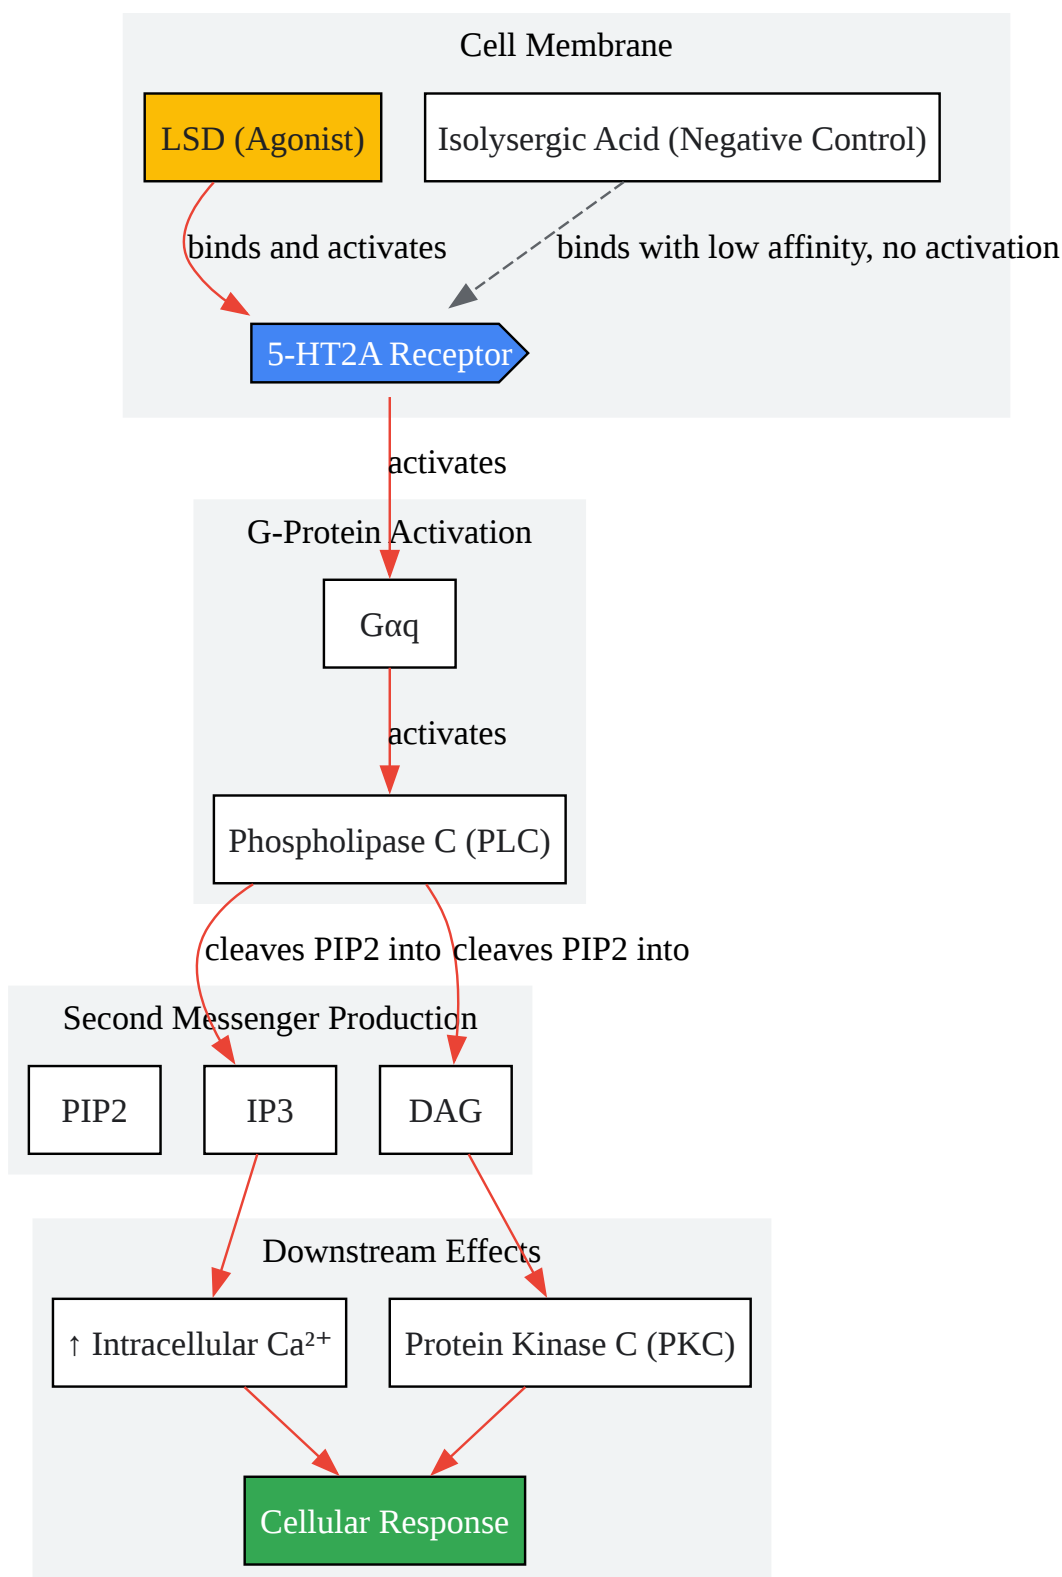 Cell Membrane
LSD (Agonist)
Isolysergic Acid (Negative Control)
binds and activates
binds with low affinity, no activation
5-HT2A Receptor
activates
G-Protein Activation
Gαq
activates
Phospholipase C (PLC)
cleaves PIP2 into
cleaves PIP2 into
Second Messenger Production
PIP2
IP3
DAG
Downstream Effects
↑ Intracellular Ca²⁺
Protein Kinase C (PKC)
Cellular Response